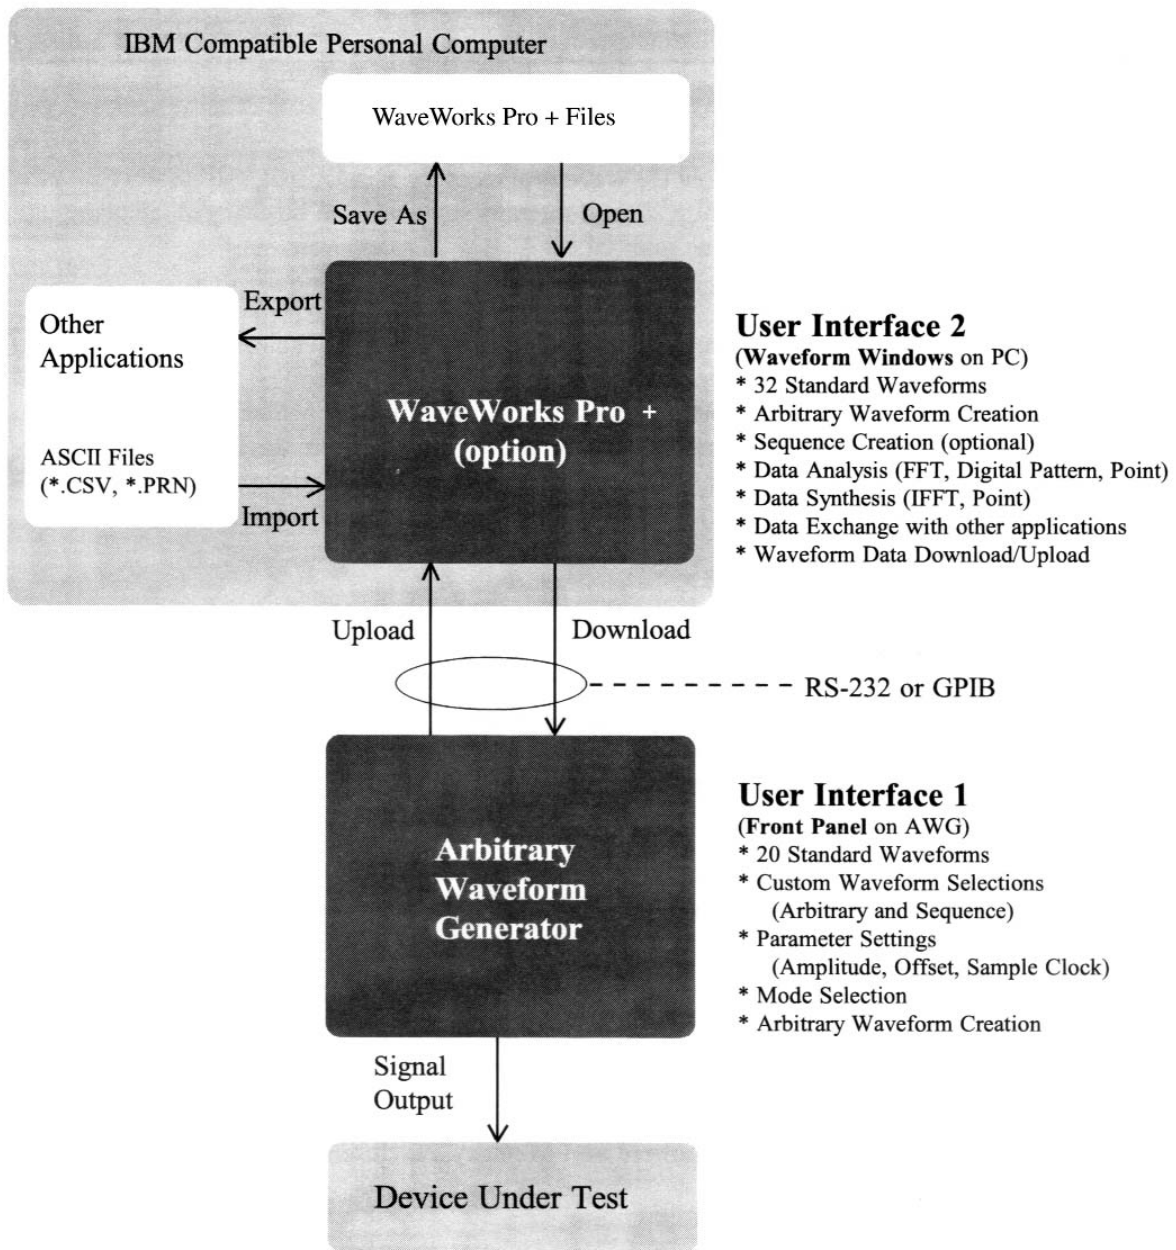 IBM Compatible Personal Computer
WaveWorks Pro + Files
Save As
Open
Export
Other
Applications
ASCII Files
(*.CSV, *.PRN)
Import
WaveWorks Pro +
(option)
User Interface 2
(Waveform Windows on PC)
* 32 Standard Waveforms
* Arbitrary Waveform Creation
* Sequence Creation (optional)
* Data Analysis (FFT, Digital Pattern, Point)
* Data Synthesis (IFFT, Point)
* Data Exchange with other applications
* Waveform Data Download/Upload
Upload
Download
RS-232 or GPIB
Arbitrary
Waveform
Generator
User Interface 1
(Front Panel on AWG)
* 20 Standard Waveforms
* Custom Waveform Selections
(Arbitrary and Sequence)
* Parameter Settings
(Amplitude, Offset, Sample Clock)
* Mode Selection
* Arbitrary Waveform Creation
Signal
Output
Device Under Test